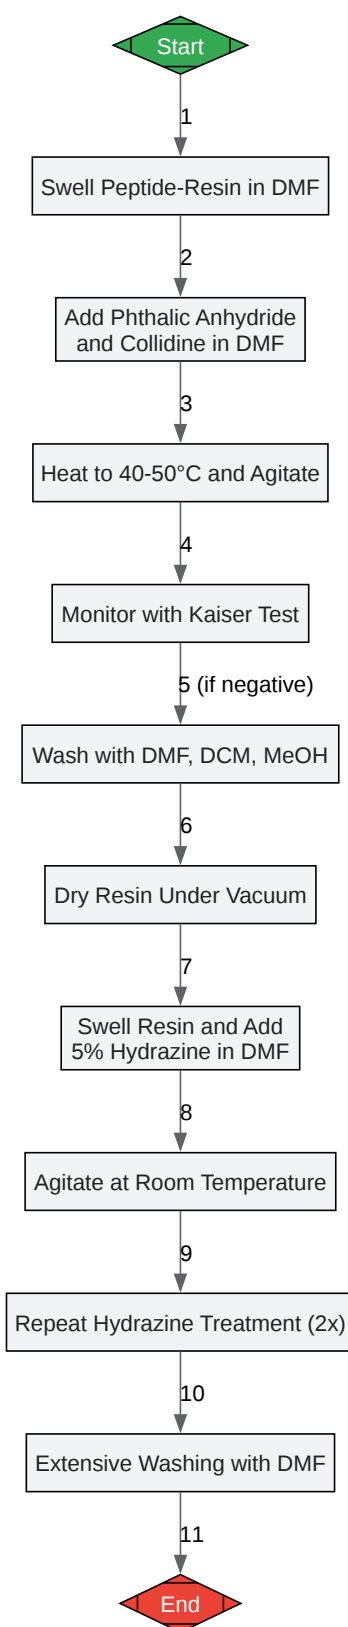 Start
1
Swell Peptide-Resin in DMF
2
Add Phthalic Anhydride
and Collidine in DMF
3
Heat to 40-50°C and Agitate
4
Monitor with Kaiser Test
5 (if negative)
Wash with DMF, DCM, MeOH
6
Dry Resin Under Vacuum
7
Swell Resin and Add
5% Hydrazine in DMF
8
Agitate at Room Temperature
9
Repeat Hydrazine Treatment (2x)
10
Extensive Washing with DMF
11
End